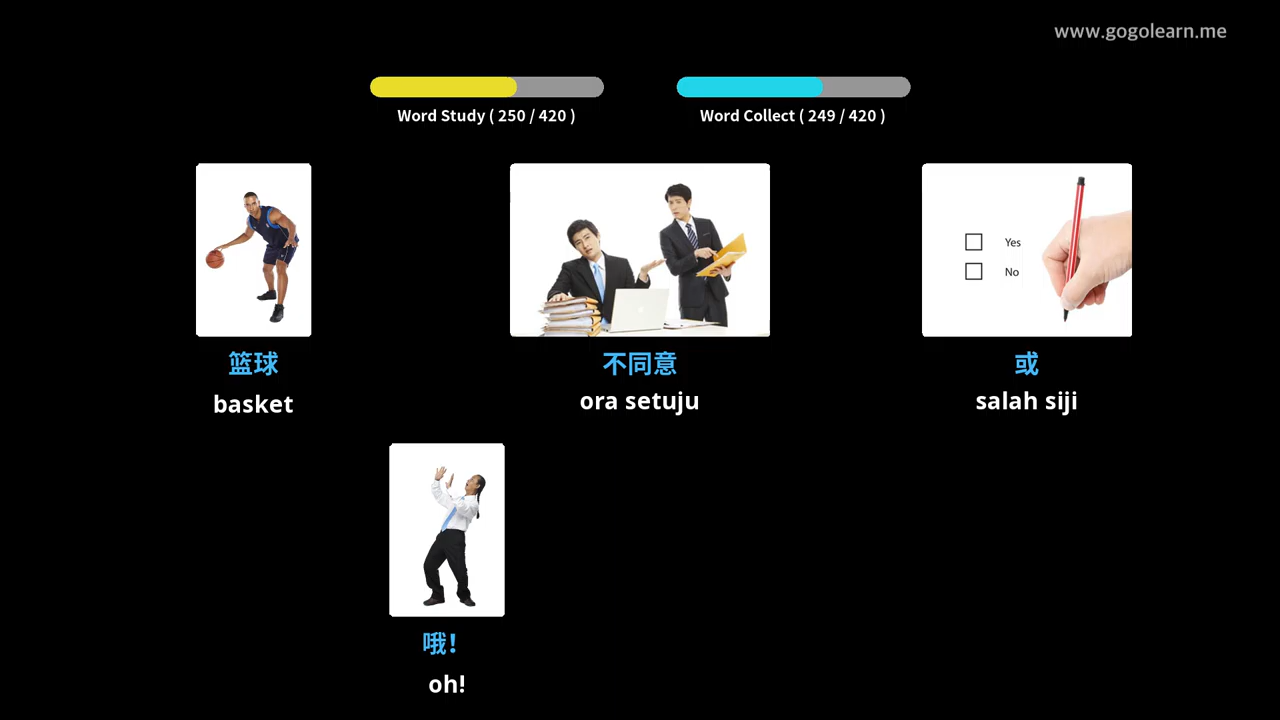 www.gogolearn.me
Word Study ( 250 / 420 )
Word Collect ( 249 / 420 )
Yes
No
篮球
不同意
或
basket
ora setuju
salah siji
哦！
oh!